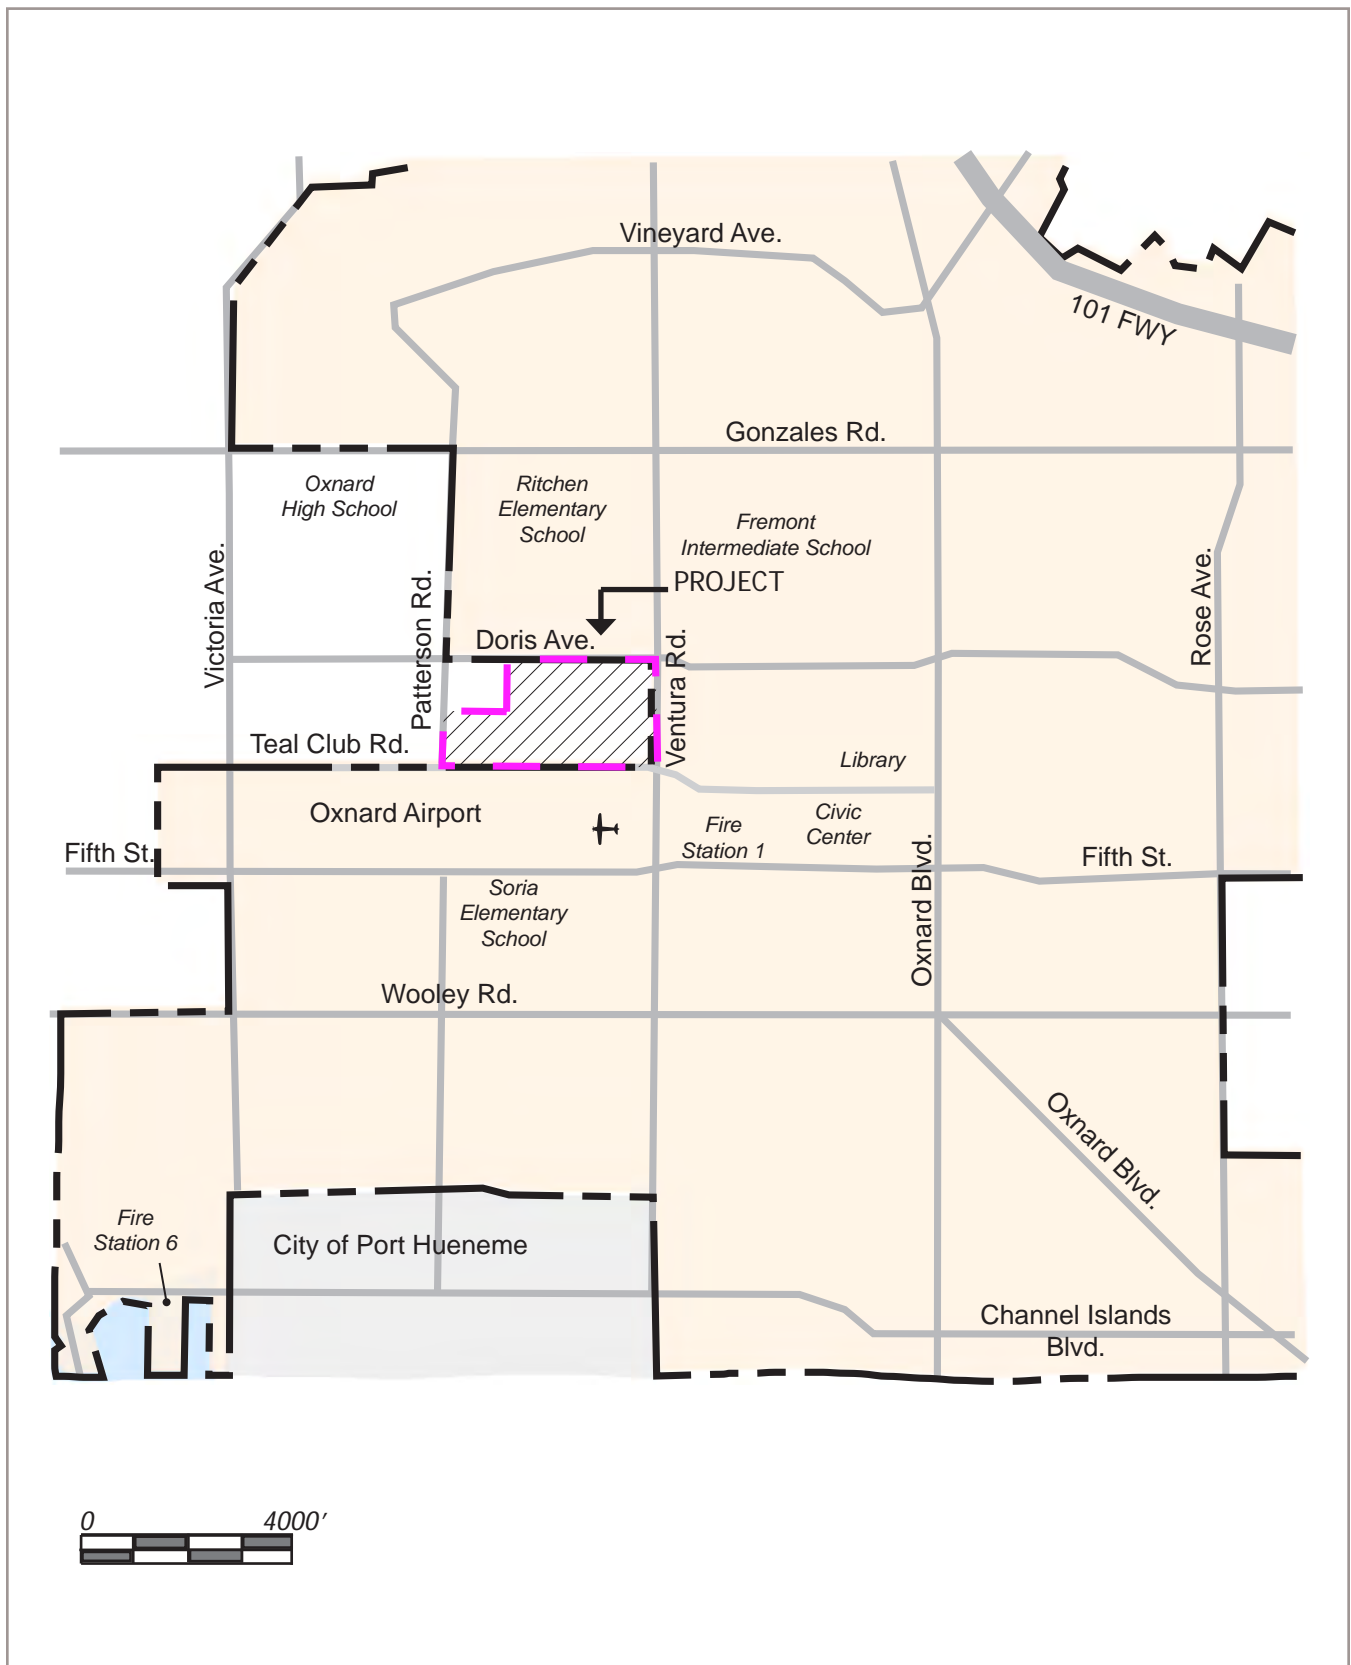 Vineyard Ave.
101 FWY
Gonzales Rd.
Oxnard
High School
Ritchen
Elementary
School
Fremont
Intermediate School
PROJECT
Victoria Ave.
Patterson Rd.
Doris Ave.
Ventura Rd.
Rose Ave.
Teal Club Rd.
Library
Oxnard Airport
Civic
Center
Fire
Station 1
Fifth St.
Fifth St.
Oxnard Blvd.
Soria
Elementary
School
Wooley Rd.
Oxnard Blvd.
Fire
Station 6
City of Port Hueneme
Channel Islands
Blvd.
0 4000'